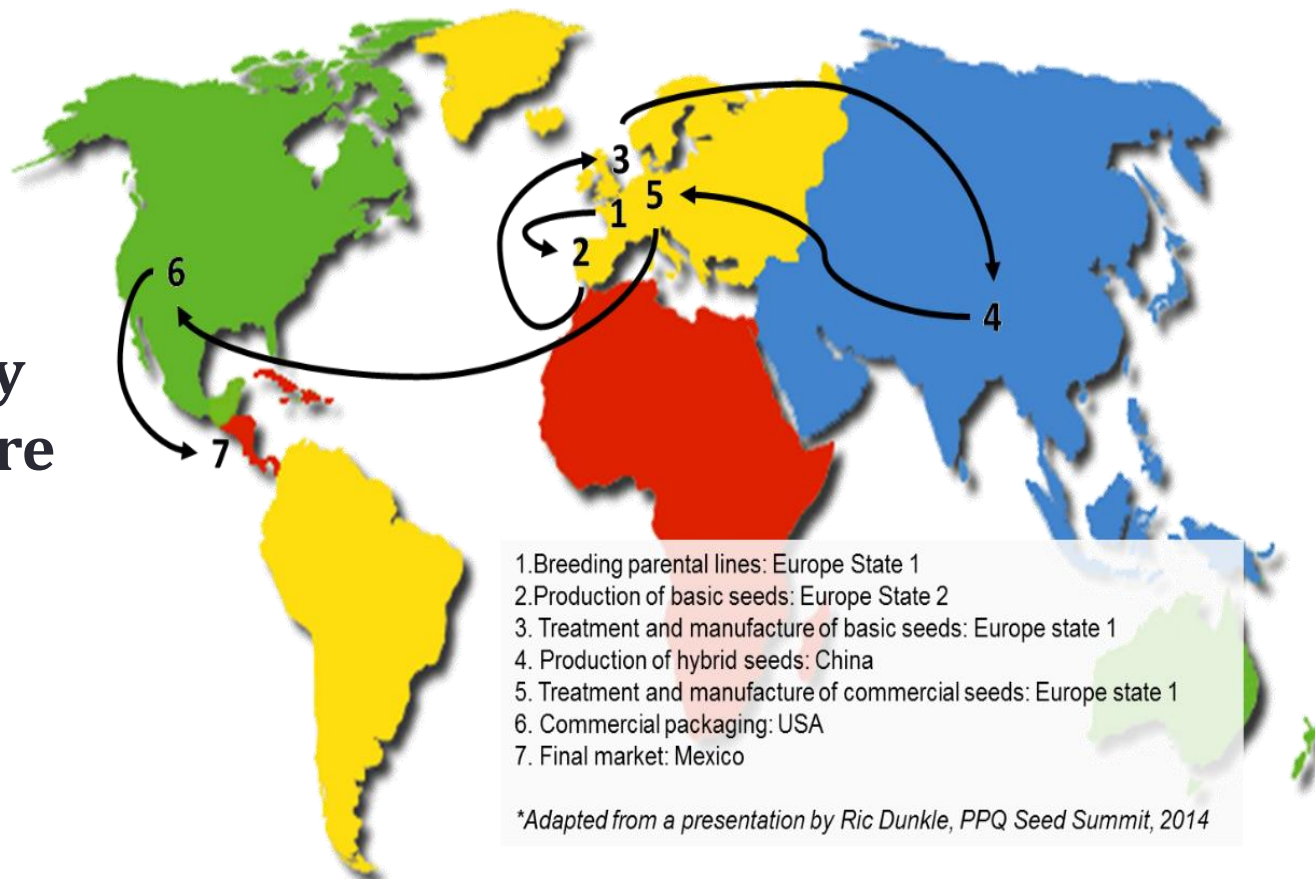 3
5
1
2
6
4
y
re
7
1.Breeding parental lines: Europe State 1
2.Production of basic seeds: Europe State 2
3. Treatment and manufacture of basic seeds: Europe state 1
4. Production of hybrid seeds: China
5. Treatment and manufacture of commercial seeds: Europe state 1
6. Commercial packaging: USA
7. Final market: Mexico
*Adapted from a presentation by Ric Dunkle, PPQ Seed Summit, 2014